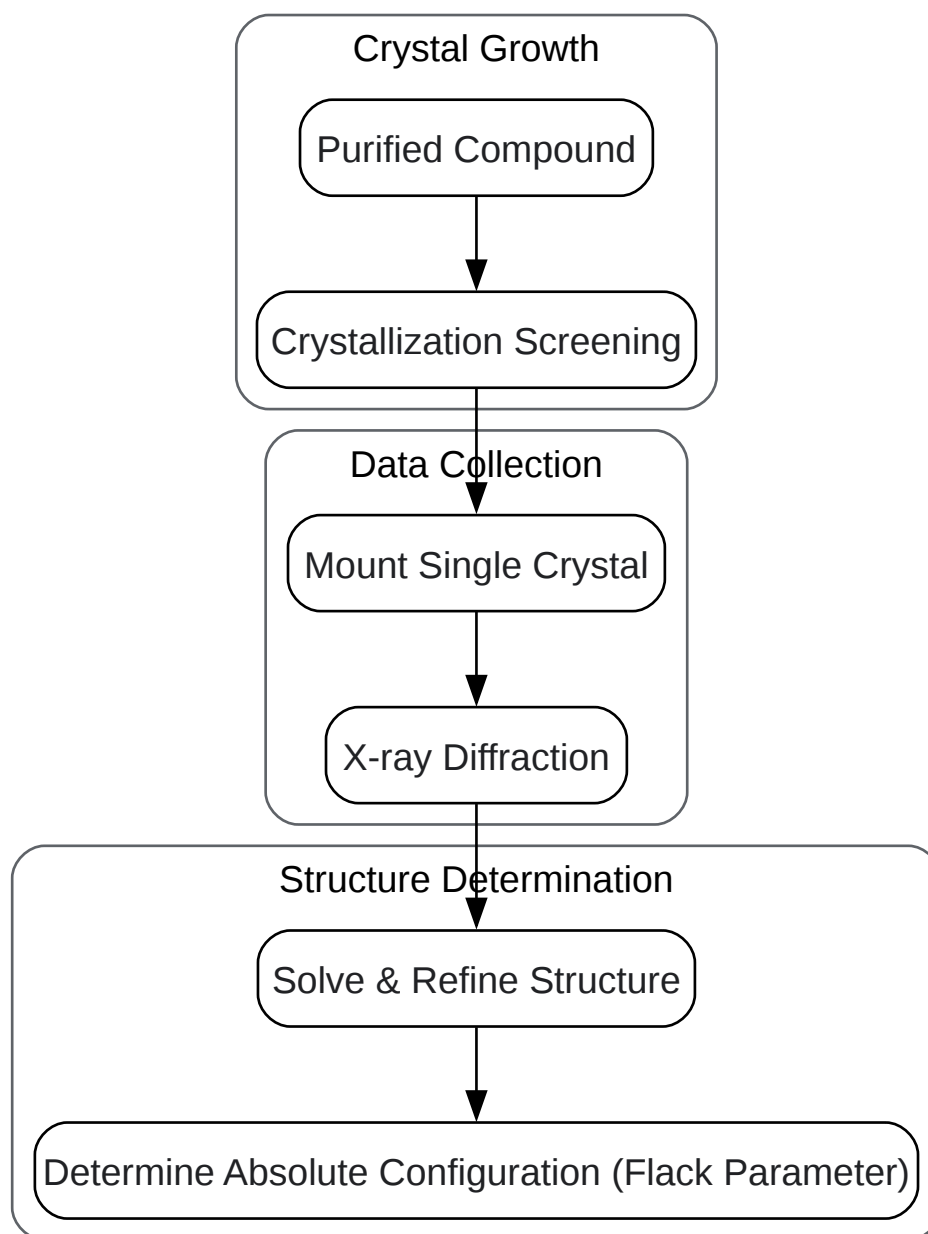 Crystal Growth
Purified Compound
Crystallization Screening
Data Collection
Mount Single Crystal
X-ray Diffraction
Structure Determination
Solve & Refine Structure
Determine Absolute Configuration (Flack Parameter)